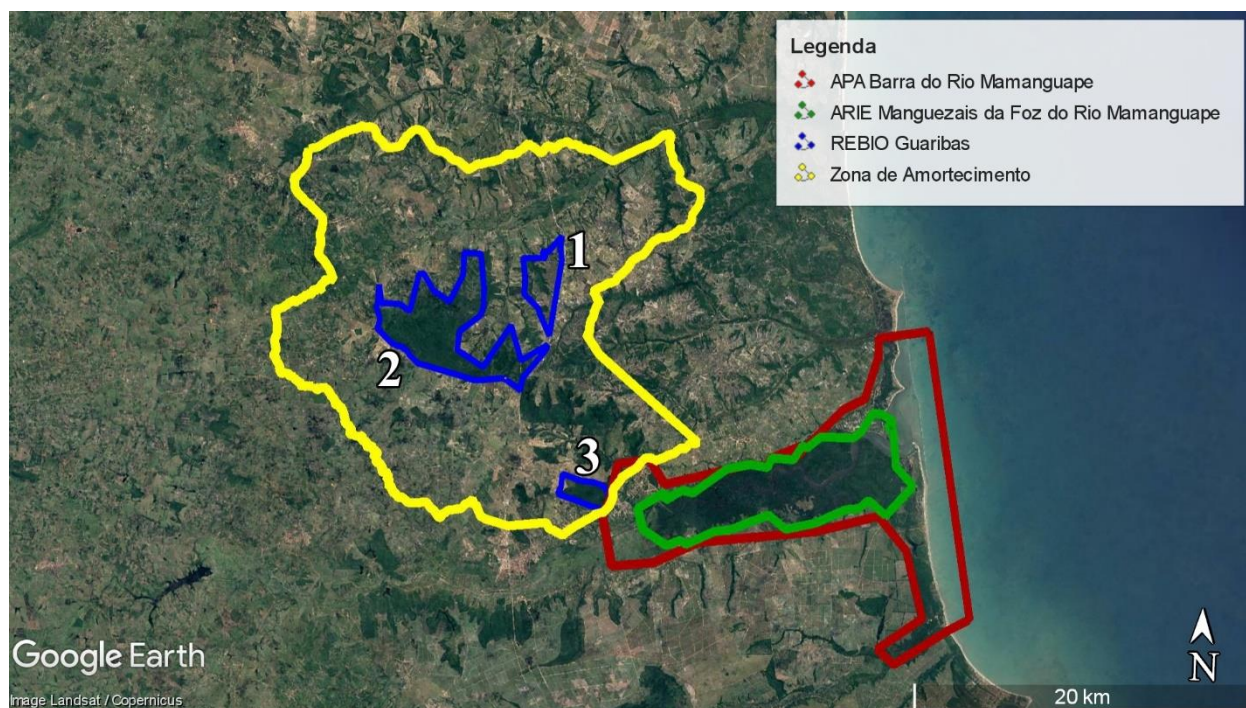 Legenda
APA Barra do Rio Mamanguape
ARIE Manguezais da Foz do Rio Mamanguape
REBIO Guaribas
Zona de Amortecimento
1
2
3
Google Earth
N
Image Landsat / Copernicus
20 km